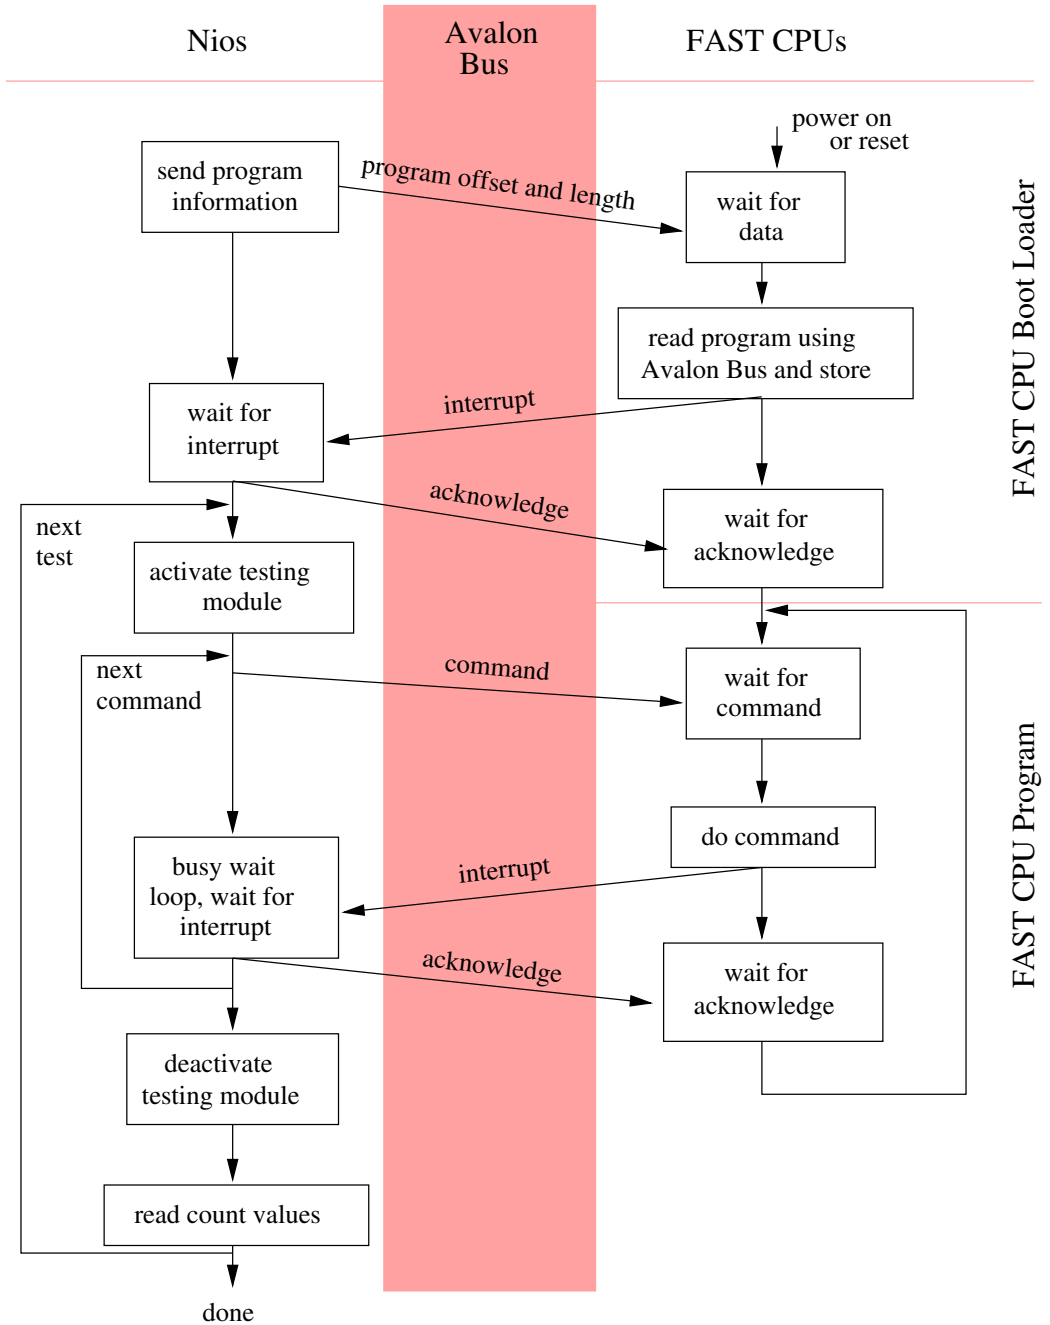 Nios
Avalon
Bus
FAST CPUs
power on
or reset
send program
information
program offset and length
wait for
data
read program using
Avalon Bus and store
FAST CPU Boot Loader
wait for
interrupt
interrupt
acknowledge
wait for
acknowledge
next
test
activate testing
module
next
command
command
wait for
command
do command
FAST CPU Program
busy wait
loop, wait for
interrupt
interrupt
acknowledge
wait for
acknowledge
deactivate
testing module
read count values
done